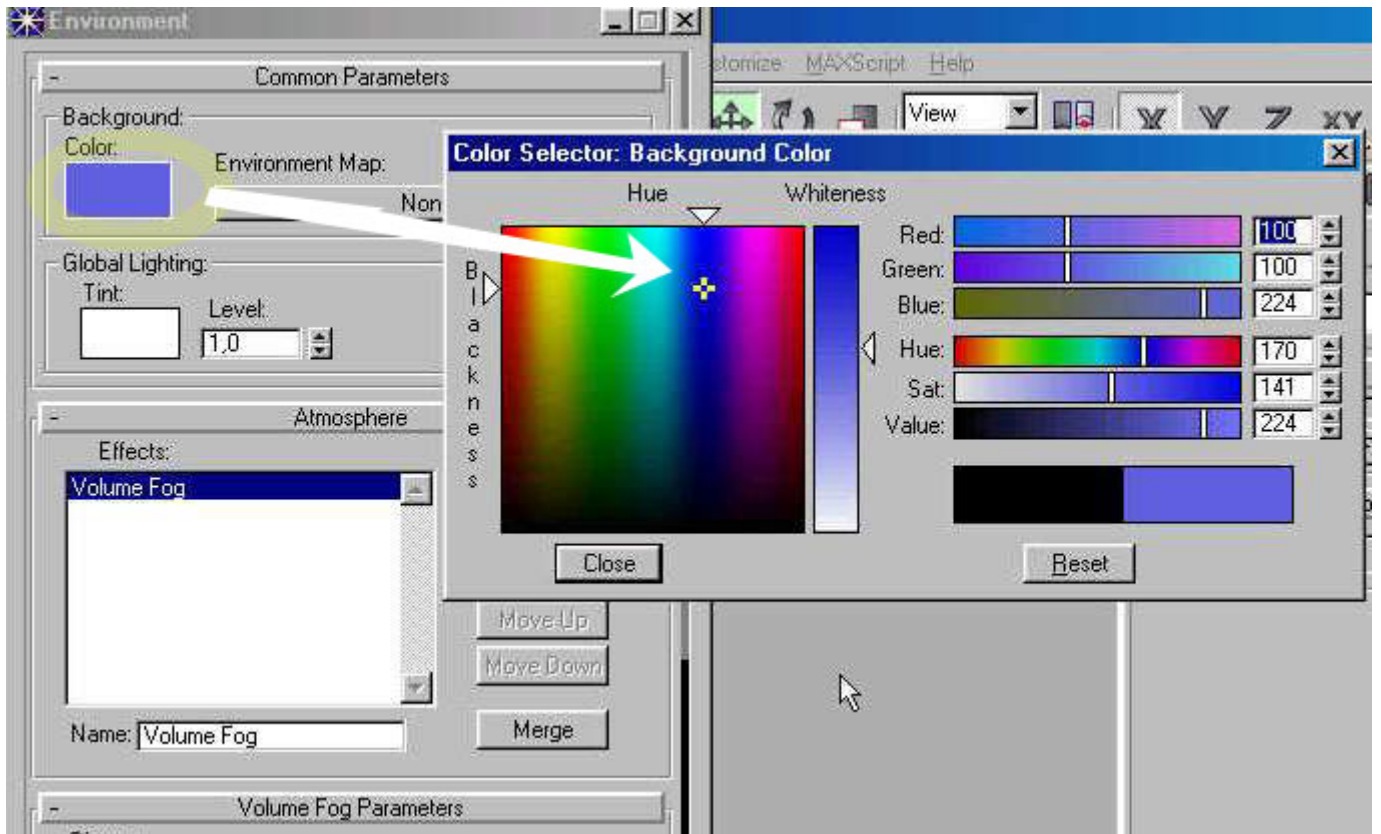 Environment
Customize MAXScript Help
Common Parameters
Background:
Color:
Environment Map:
Non
View
X Y Z XY
Color Selector: Background Color
Hue Whiteness
Blackness
Red: 100
Green: 100
Blue: 224
Hue: 170
Sat: 141
Value: 224
Close
Reset
Global Lighting:
Tint:
Level:
1,0
Atmosphere
Effects:
Volume Fog
Move Up
Move Down
Merge
Name: Volume Fog
Volume Fog Parameters